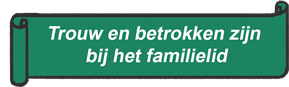 Trouw en betrokken zijn
bij het familielid